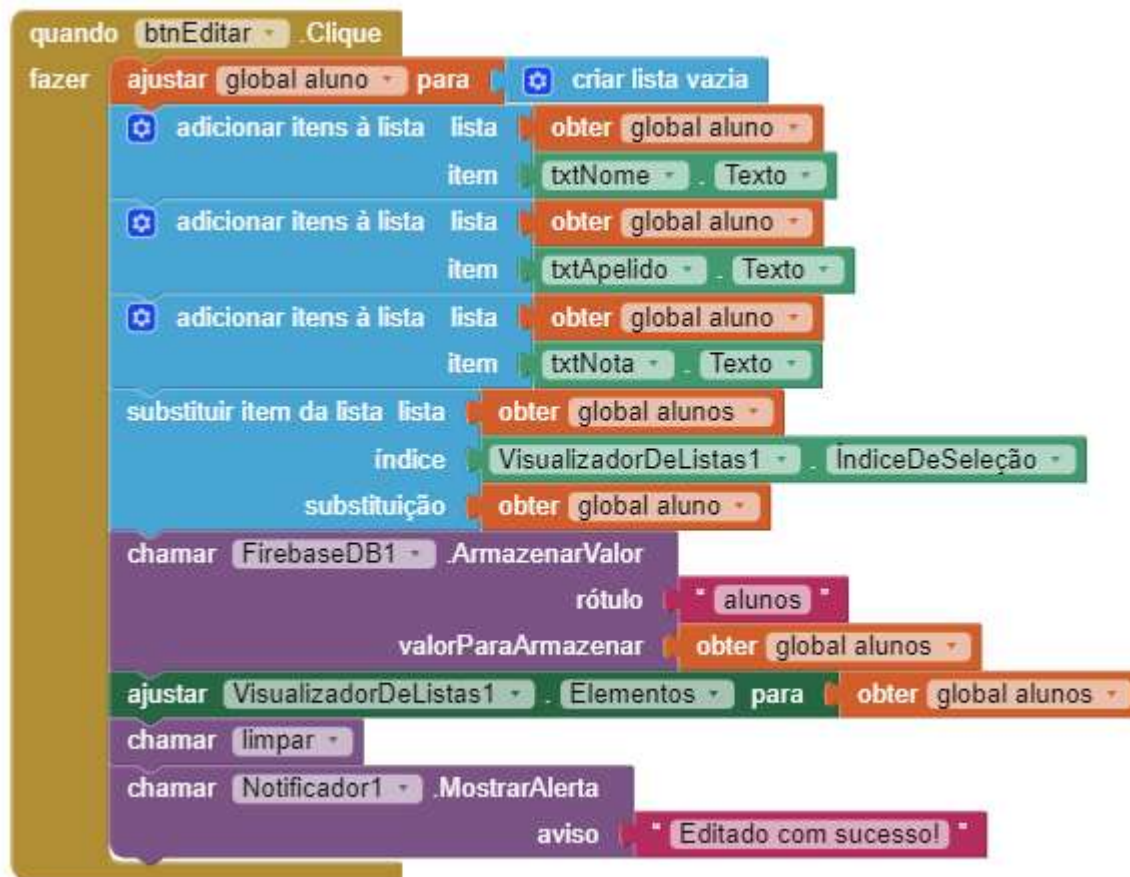 quando btnEditar .Clique
fazer ajustar global aluno para criar lista vazia
adicionar itens à lista lista obter global aluno
item txtNome . Texto
adicionar itens à lista lista obter global aluno
item txtApelido . Texto
adicionar itens à lista lista obter global aluno
item txtNota . Texto
substituir item da lista lista obter global alunos
índice VisualizadorDeListas1 . ÍndiceDeSeleção
substituição obter global aluno
chamar FirebaseDB1 .ArmazenarValor
rótulo " alunos "
valorParaArmazenar obter global alunos
ajustar VisualizadorDeListas1 . Elementos para obter global alunos
chamar limpar
chamar Notificador1 .MostrarAlerta
aviso " Editado com sucesso! "